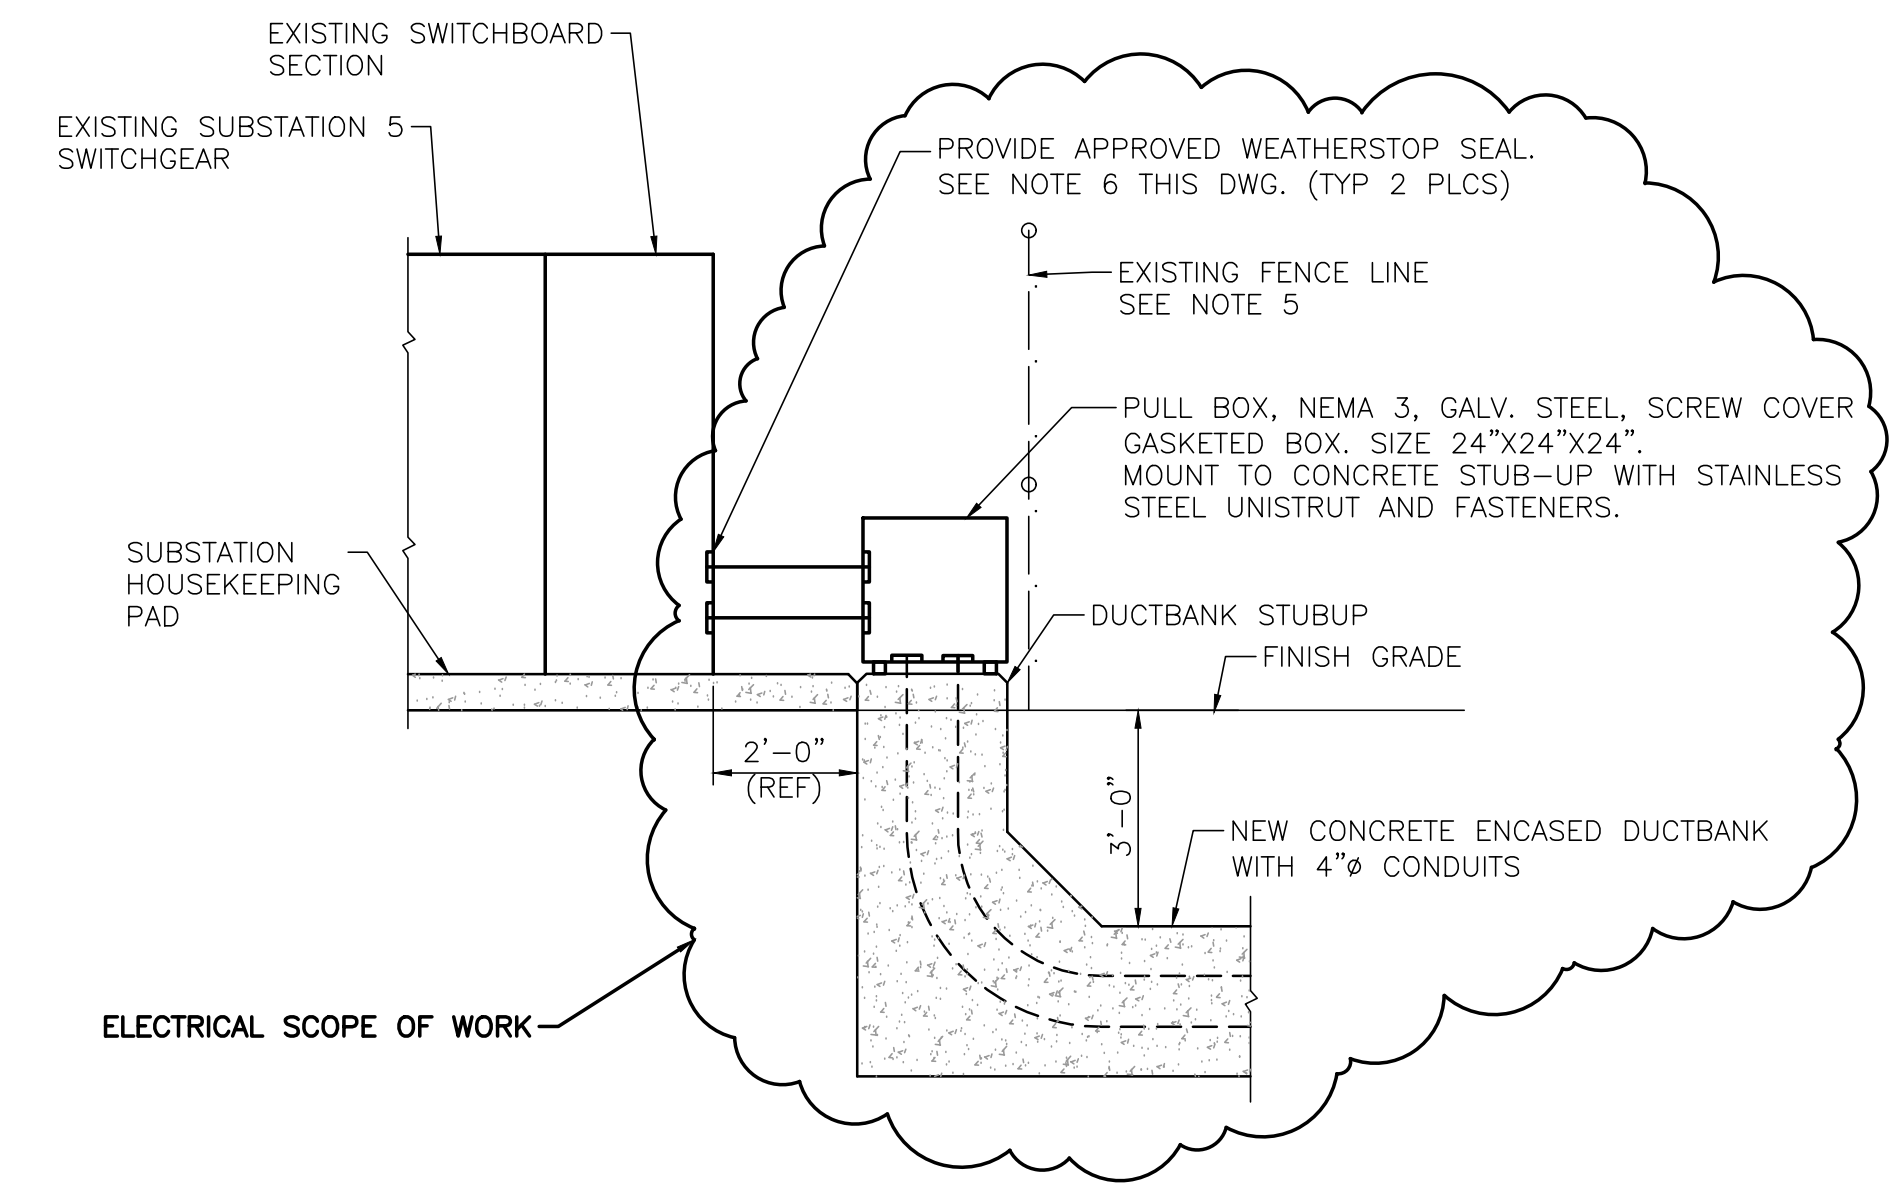 EXISTING SWITCHBOARD
SECTION
EXISTING SUBSTATION 5
SWITCHGEAR
PROVIDE APPROVED WEATHERSTOP SEAL.
SEE NOTE 6 THIS DWG. (TYP 2 PLCS)
EXISTING FENCE LINE
SEE NOTE 5
PULL BOX, NEMA 3, GALV. STEEL, SCREW COVER
GASKETED BOX. SIZE 24”X24”X24”.
MOUNT TO CONCRETE STUB-UP WITH STAINLESS
STEEL UNISTRUT AND FASTENERS.
SUBSTATION
HOUSEKEEPING
PAD
DUCTBANK STUBUP
FINISH GRADE
2’-0”
(REF)
3’-0”
NEW CONCRETE ENCASED DUCTBANK
WITH 4”ø CONDUITS
ELECTRICAL SCOPE OF WORK